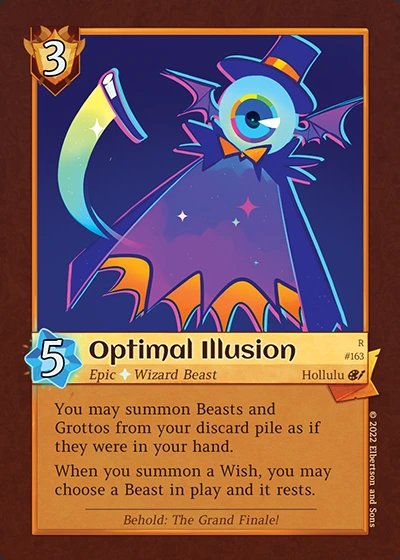 3
5
Optimal Illusion
R
#163
Epic Wizard Beast
Hollulu
You may summon Beasts and
Grottos from your discard pile as if
they were in your hand.
When you summon a Wish, you may
choose a Beast in play and it rests.
Behold: The Grand Finale!
© 2022 Elbertson and Sons